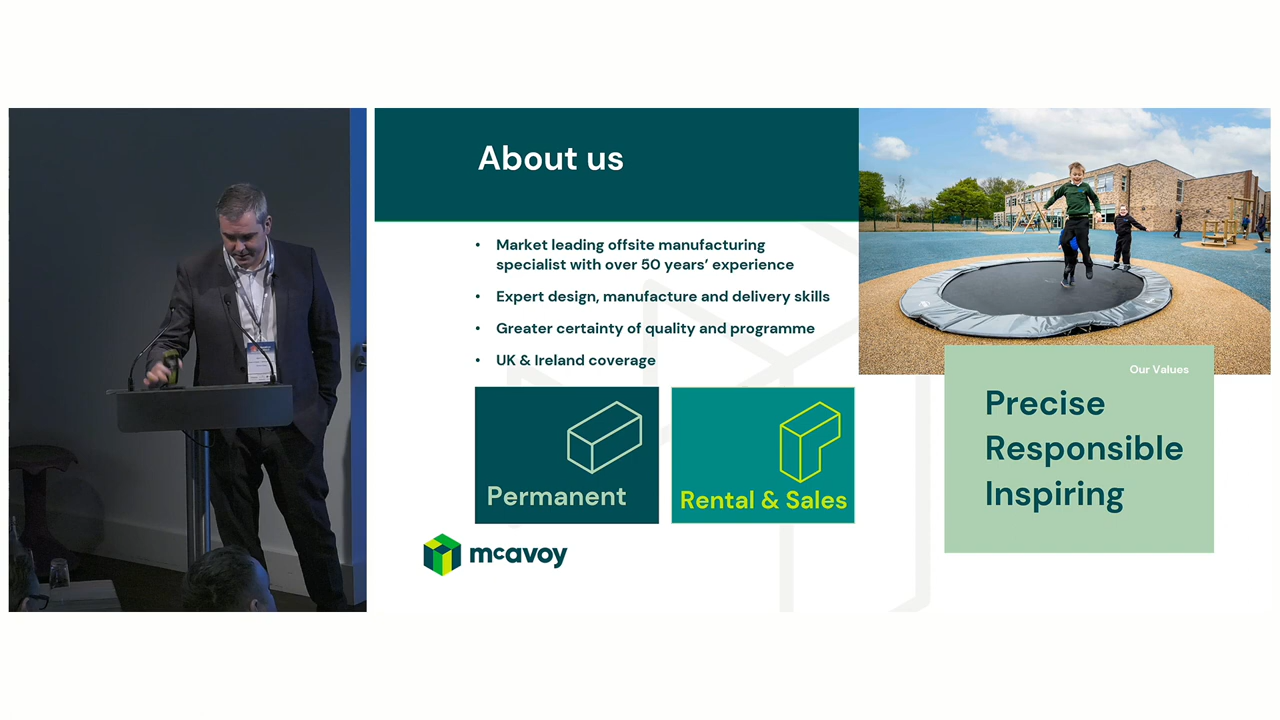 About us
• Market leading offsite manufacturing
specialist with over 50 years’ experience
• Expert design, manufacture and delivery skills
• Greater certainty of quality and programme
• UK & Ireland coverage
Permanent
Rental & Sales
mcavoy
Our Values
Precise
Responsible
Inspiring